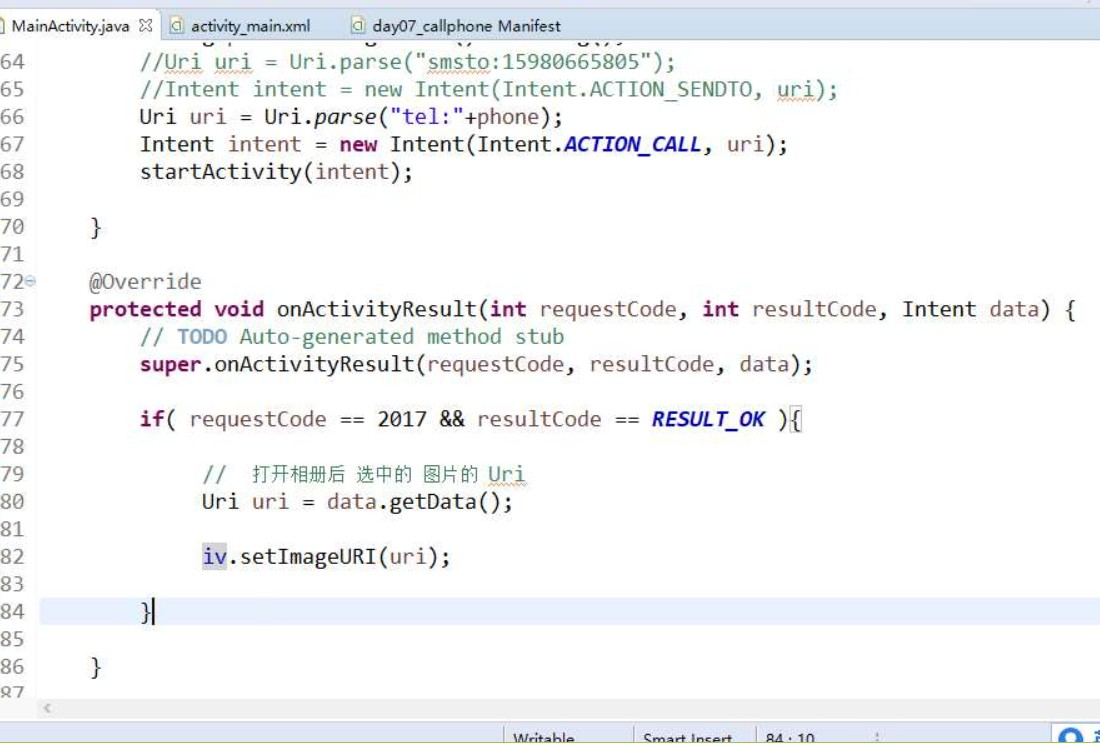 MainActivity.java activity_main.xml day07_callphone Manifest
64 //Uri uri = Uri.parse("smsto:15980665805");
65 //Intent intent = new Intent(Intent.ACTION_SENDTO, uri);
66 Uri uri = Uri.parse("tel:"+phone);
67 Intent intent = new Intent(Intent.ACTION_CALL, uri);
68 startActivity(intent);
69
70 }
71
72 @Override
73 protected void onActivityResult(int requestCode, int resultCode, Intent data) {
74 // TODO Auto-generated method stub
75 super.onActivityResult(requestCode, resultCode, data);
76
77 if( requestCode == 2017 && resultCode == RESULT_OK ){
78
79 // 打开相册后 选中的 图片的 Uri
80 Uri uri = data.getData();
81
82 iv.setImageURI(uri);
83
84 }
85
86 }
87
Writable Smart Insert 84 : 10